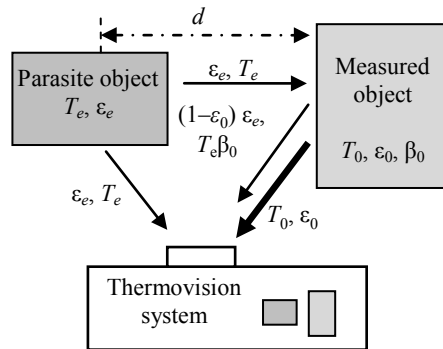 d
Parasite object
Tₑ, εₑ
εₑ, Tₑ
Measured
object
(1–ε₀) εₑ,
Tₑβ₀
T₀, ε₀, β₀
εₑ, Tₑ
T₀, ε₀
Thermovision
system